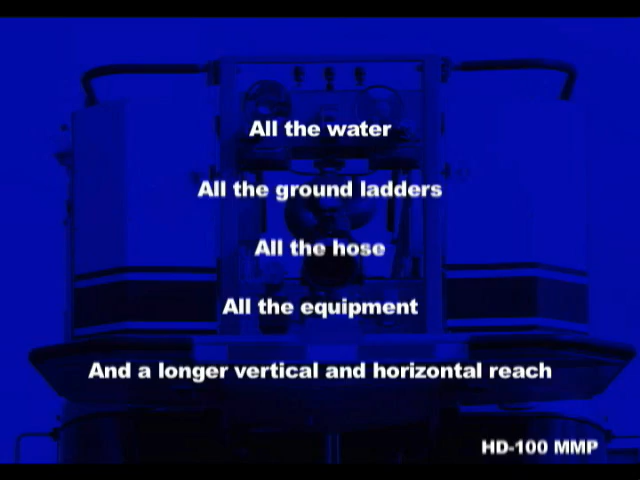 All the water
All the ground ladders
All the hose
All the equipment
And a longer vertical and horizontal reach
HD-100 MMP